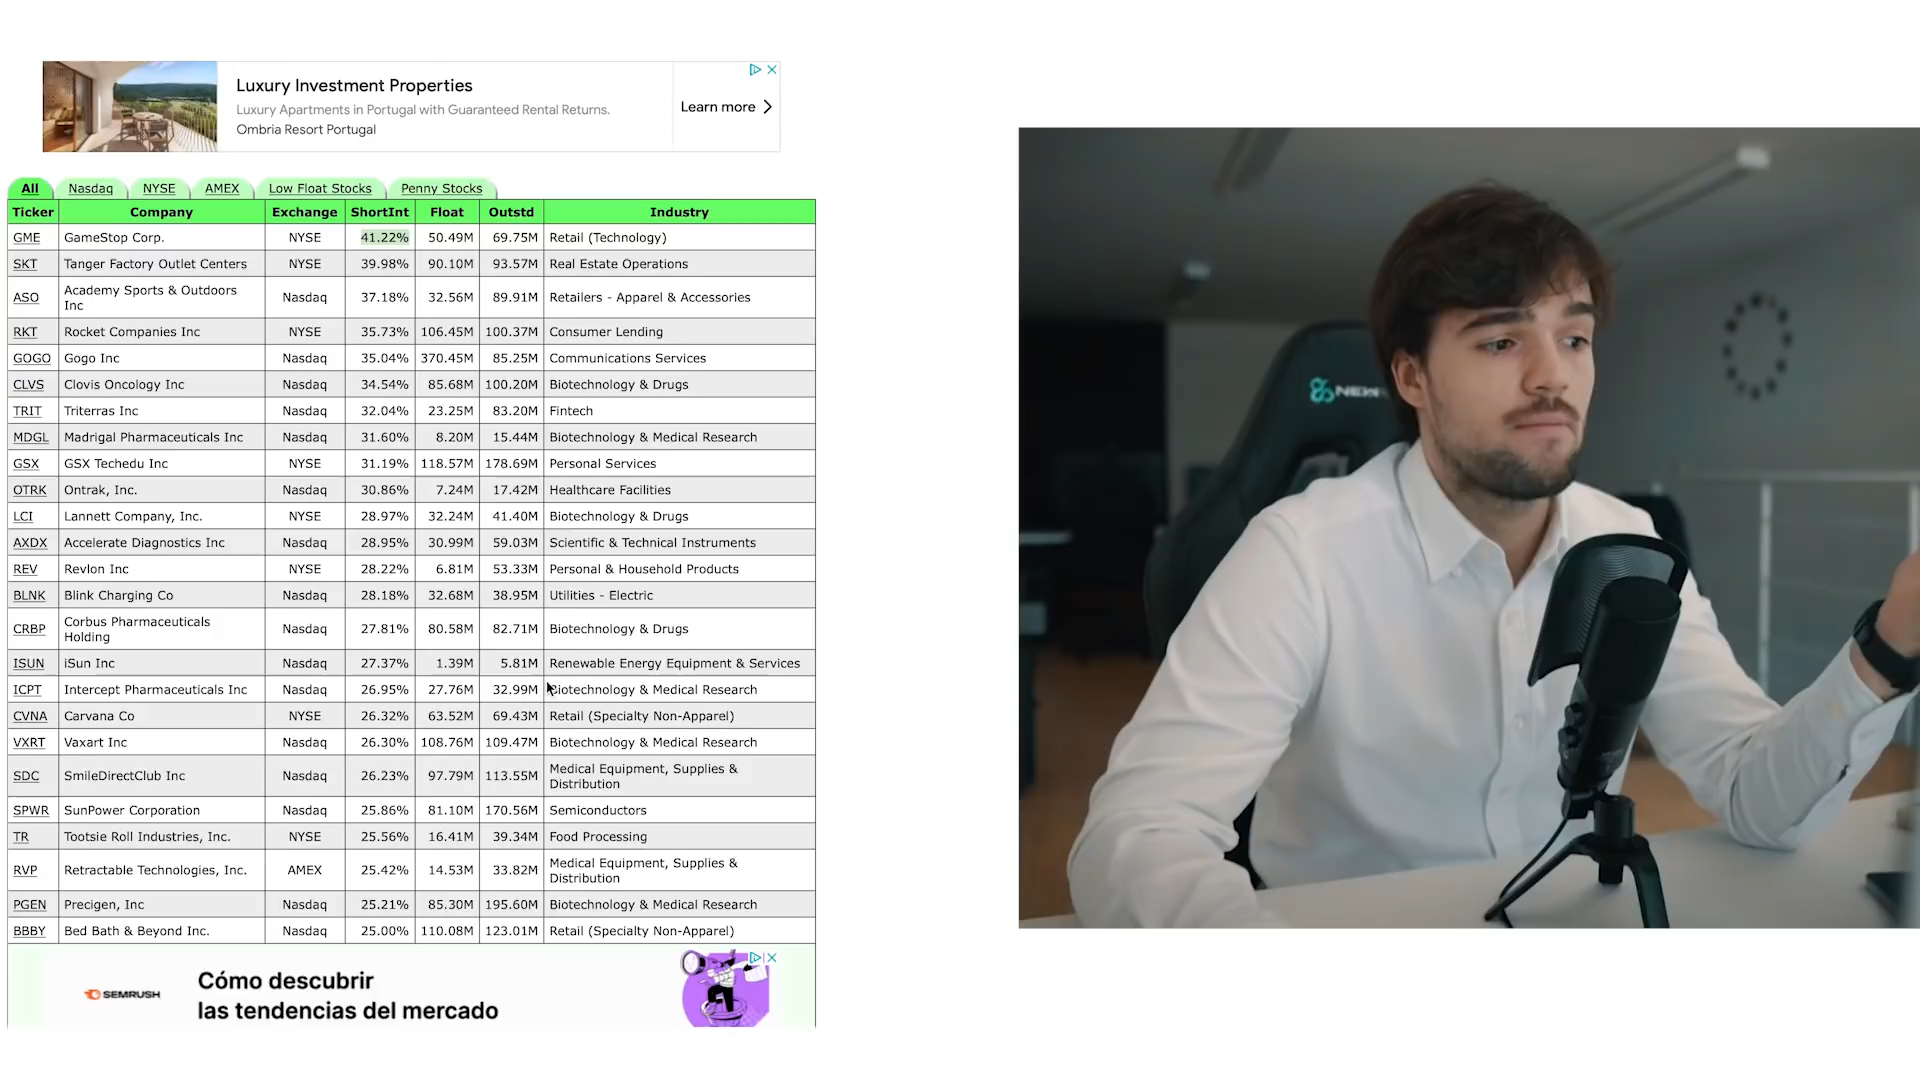 Luxury Investment Properties
Luxury Apartments in Portugal with Guaranteed Rental Returns.
Ombria Resort Portugal
Learn more
All Nasdaq NYSE AMEX Low Float Stocks Penny Stocks
Ticker Company Exchange ShortInt Float Outstd Industry
GME GameStop Corp. NYSE 41.22% 50.49M 69.75M Retail (Technology)
SKT Tanger Factory Outlet Centers NYSE 39.98% 90.10M 93.57M Real Estate Operations
ASO Academy Sports & Outdoors Inc Nasdaq 37.18% 32.56M 89.91M Retailers - Apparel & Accessories
RKT Rocket Companies Inc NYSE 35.73% 106.45M 100.37M Consumer Lending
GOGO Gogo Inc Nasdaq 35.04% 370.45M 85.25M Communications Services
CLVS Clovis Oncology Inc Nasdaq 34.54% 85.68M 100.20M Biotechnology & Drugs
TRIT Triterras Inc Nasdaq 32.04% 23.25M 83.20M Fintech
MDGL Madrigal Pharmaceuticals Inc Nasdaq 31.60% 8.20M 15.44M Biotechnology & Medical Research
GSX GSX Techedu Inc NYSE 31.19% 118.57M 178.69M Personal Services
OTRK Ontrak, Inc. Nasdaq 30.86% 7.24M 17.42M Healthcare Facilities
LCI Lannett Company, Inc. NYSE 28.97% 32.24M 41.40M Biotechnology & Drugs
AXDX Accelerate Diagnostics Inc Nasdaq 28.95% 30.99M 59.03M Scientific & Technical Instruments
REV Revlon Inc NYSE 28.22% 6.81M 53.33M Personal & Household Products
BLNK Blink Charging Co Nasdaq 28.18% 32.68M 38.95M Utilities - Electric
CRBP Corbus Pharmaceuticals Holding Nasdaq 27.81% 80.58M 82.71M Biotechnology & Drugs
ISUN iSun Inc Nasdaq 27.37% 1.39M 5.81M Renewable Energy Equipment & Services
ICPT Intercept Pharmaceuticals Inc Nasdaq 26.95% 27.76M 32.99M Biotechnology & Medical Research
CVNA Carvana Co NYSE 26.32% 63.52M 69.43M Retail (Specialty Non-Apparel)
VXRT Vaxart Inc Nasdaq 26.30% 108.76M 109.47M Biotechnology & Medical Research
SDC SmileDirectClub Inc Nasdaq 26.23% 97.79M 113.55M Medical Equipment, Supplies & Distribution
SPWR SunPower Corporation Nasdaq 25.86% 81.10M 170.56M Semiconductors
TR Tootsie Roll Industries, Inc. NYSE 25.56% 16.41M 39.34M Food Processing
RVP Retractable Technologies, Inc. AMEX 25.42% 14.53M 33.82M Medical Equipment, Supplies & Distribution
PGEN Precigen, Inc Nasdaq 25.21% 85.30M 195.60M Biotechnology & Medical Research
BBBY Bed Bath & Beyond Inc. Nasdaq 25.00% 110.08M 123.01M Retail (Specialty Non-Apparel)
SEMRUSH
Cómo descubrir
las tendencias del mercado